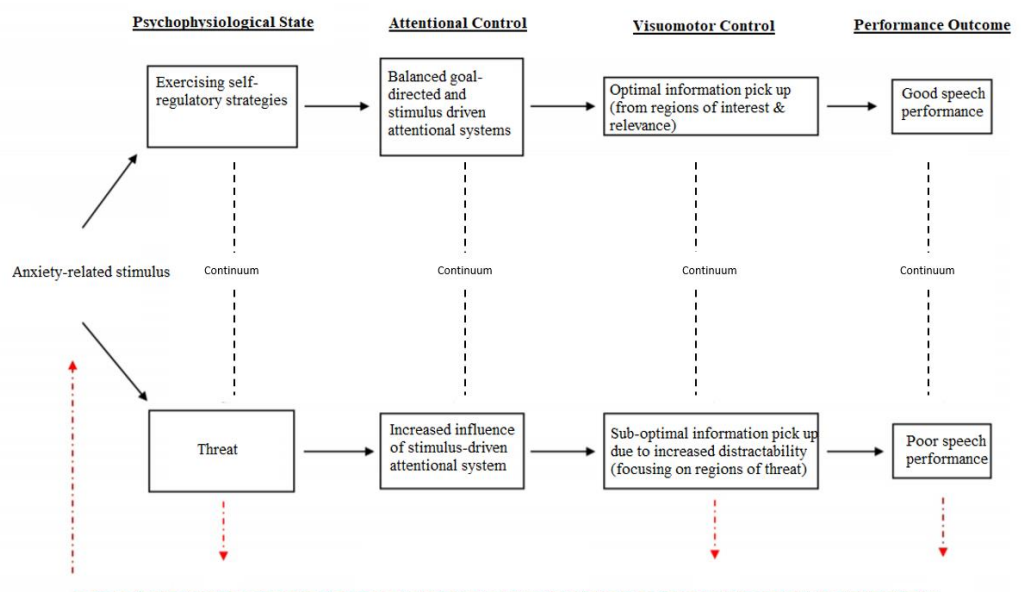 Psychophysiological State
Attentional Control
Visuomotor Control
Performance Outcome
Exercising self-
regulatory strategies
Balanced goal-
directed and
stimulus driven
attentional systems
Optimal information pick up
(from regions of interest &
relevance)
Good speech
performance
Anxiety-related stimulus
Continuum
Continuum
Continuum
Continuum
Threat
Increased influence
of stimulus-driven
attentional system
Sub-optimal information pick up
due to increased distractability
(focusing on regions of threat)
Poor speech
performance